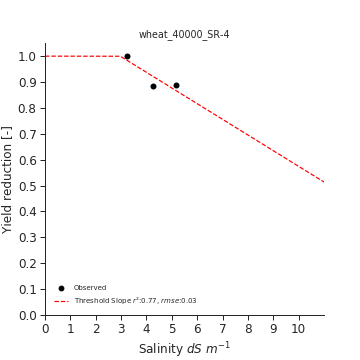 wheat_40000_SR-4
Yield reduction [-]
1.0
0.9
0.8
0.7
0.6
0.5
0.4
0.3
0.2
0.1
0.0
Observed
Threshold Slope r²:0.77, rmse:0.03
0 1 2 3 4 5 6 7 8 9 10
Salinity dS m⁻¹